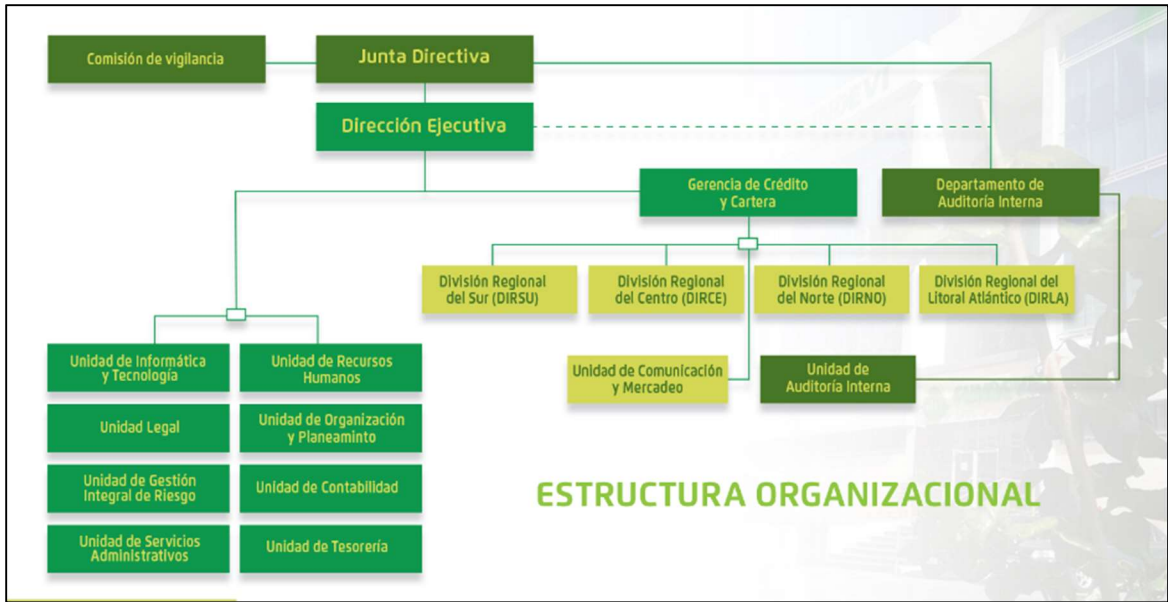 Comisión de vigilancia
Junta Directiva
Dirección Ejecutiva
Gerencia de Crédito
y Cartera
Departamento de
Auditoría Interna
División Regional
del Sur (DIRSU)
División Regional
del Centro (DIRCE)
División Regional
del Norte (DIRNO)
División Regional del
Litoral Atlántico (DIRLA)
Unidad de Informática
y Tecnología
Unidad de Recursos
Humanos
Unidad de Comunicación
y Mercadeo
Unidad de
Auditoría Interna
Unidad Legal
Unidad de Organización
y Planeaminto
Unidad de Gestión
Integral de Riesgo
Unidad de Contabilidad
ESTRUCTURA ORGANIZACIONAL
Unidad de Servicios
Administrativos
Unidad de Tesorería